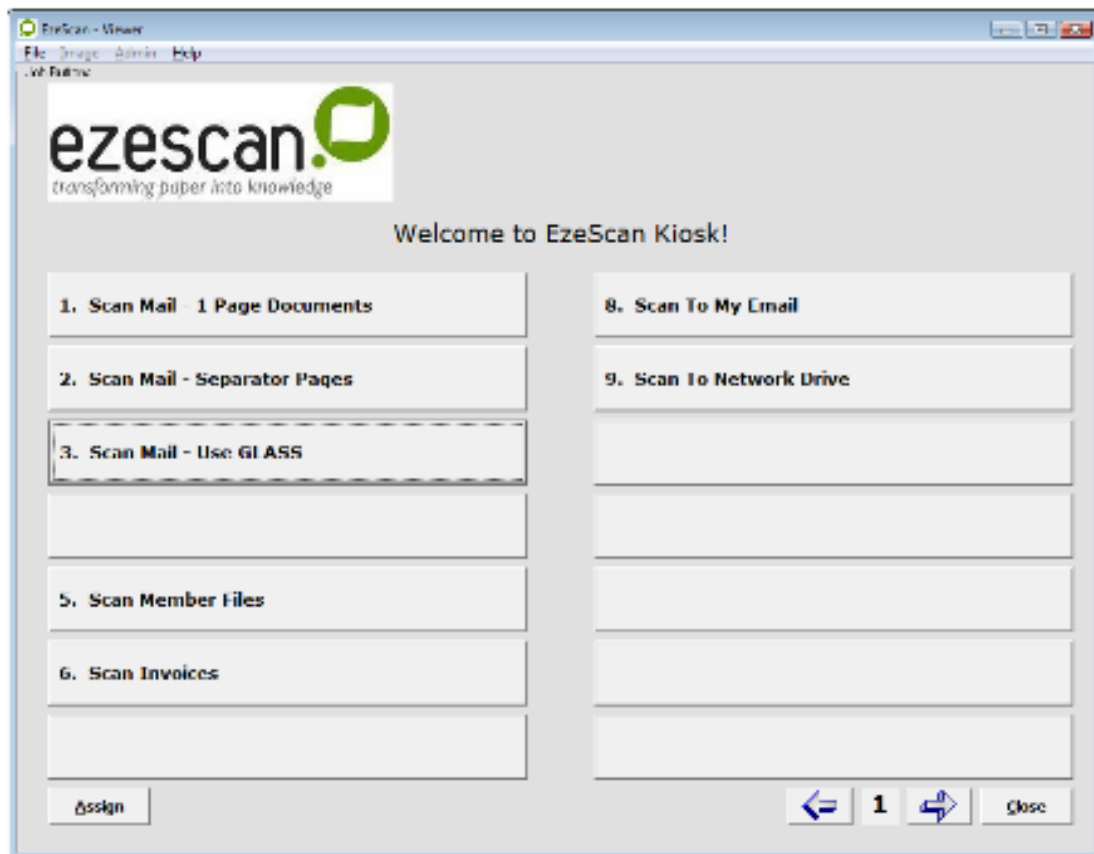 EzeScan - Viewer
File Image Admin Help
Job Buttons
ezescan.
transforming paper into knowledge
Welcome to EzeScan Kiosk!
1. Scan Mail - 1 Page Documents
2. Scan Mail - Separator Pages
3. Scan Mail - Use GLASS
5. Scan Member Files
6. Scan Invoices
8. Scan To My Email
9. Scan To Network Drive
Assign
1
Close